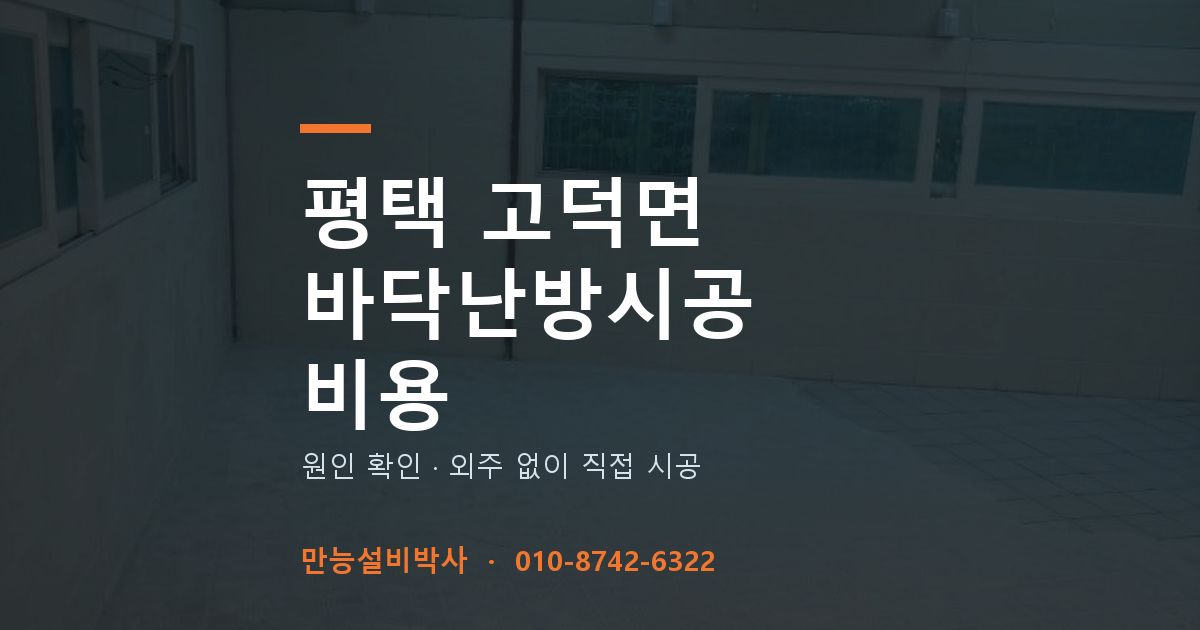 평택 고덕면
바닥난방시공
비용
원인 확인 · 외주 없이 직접 시공
만능설비박사 · 010-8742-6322